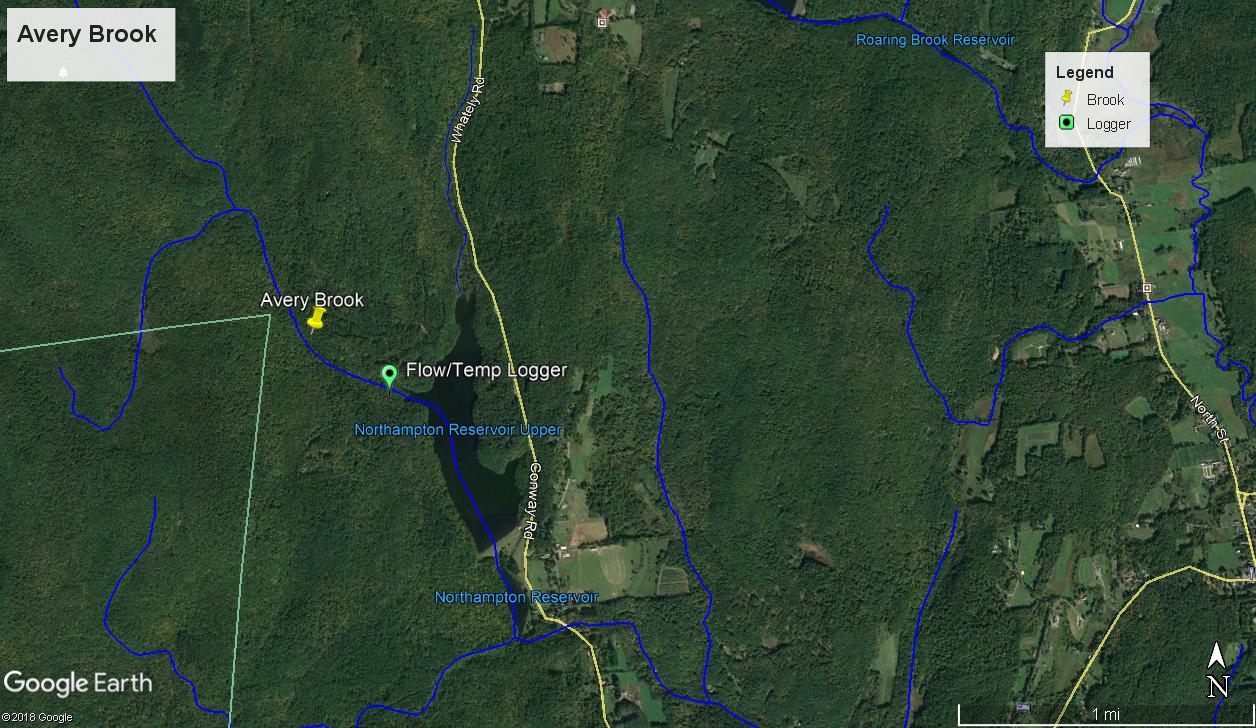 Avery Brook
Roaring Brook Reservoir
Legend
Brook
Logger
Whately Rd
Avery Brook
Flow/Temp Logger
Northampton Reservoir Upper
North St
Conway Rd
Northampton Reservoir
Google Earth
©2018 Google
N
1 mi